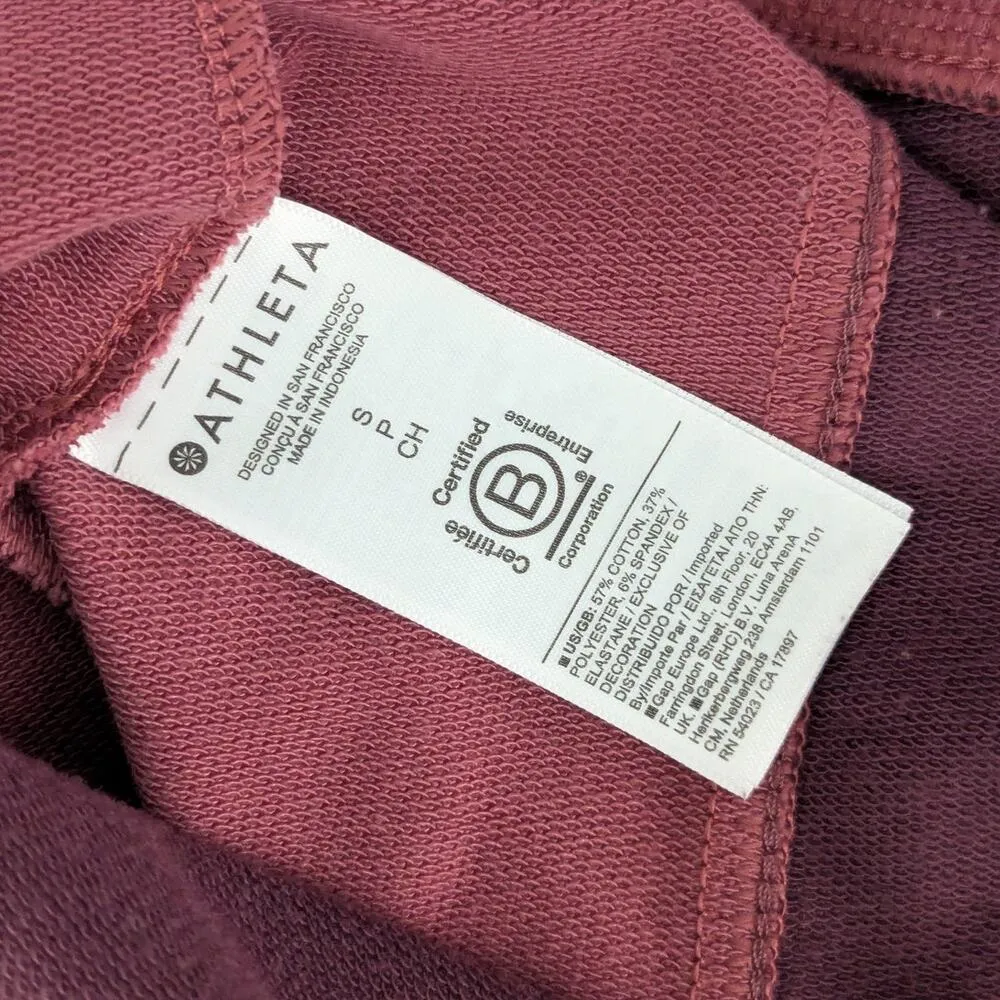 ATHLETA
DESIGNED IN SAN FRANCISCO
CONÇU À SAN FRANCISCO
MADE IN INDONESIA
S
P
CH
Certified
Entreprise
B
®
Certifiée
Corporation
US/GB: 57% COTTON, 37%
POLYESTER, 6% SPANDEX /
ELASTANE / EXCLUSIVE OF
DECORATION
DISTRIBUIDO POR / Imported
By/Importe Par / ΕΙΣΑΓΕΤΑΙ ΑΠΟ ΤΗΝ:
Gap Europe Ltd., 8th Floor, 20
Farringdon Street, London, EC4A 4AB,
UK. Gap (RHC) B.V. Luna ArenA
Herikerbergweg 238 Amsterdam 1101
CM, Netherlands
RN 54023 / CA 17897